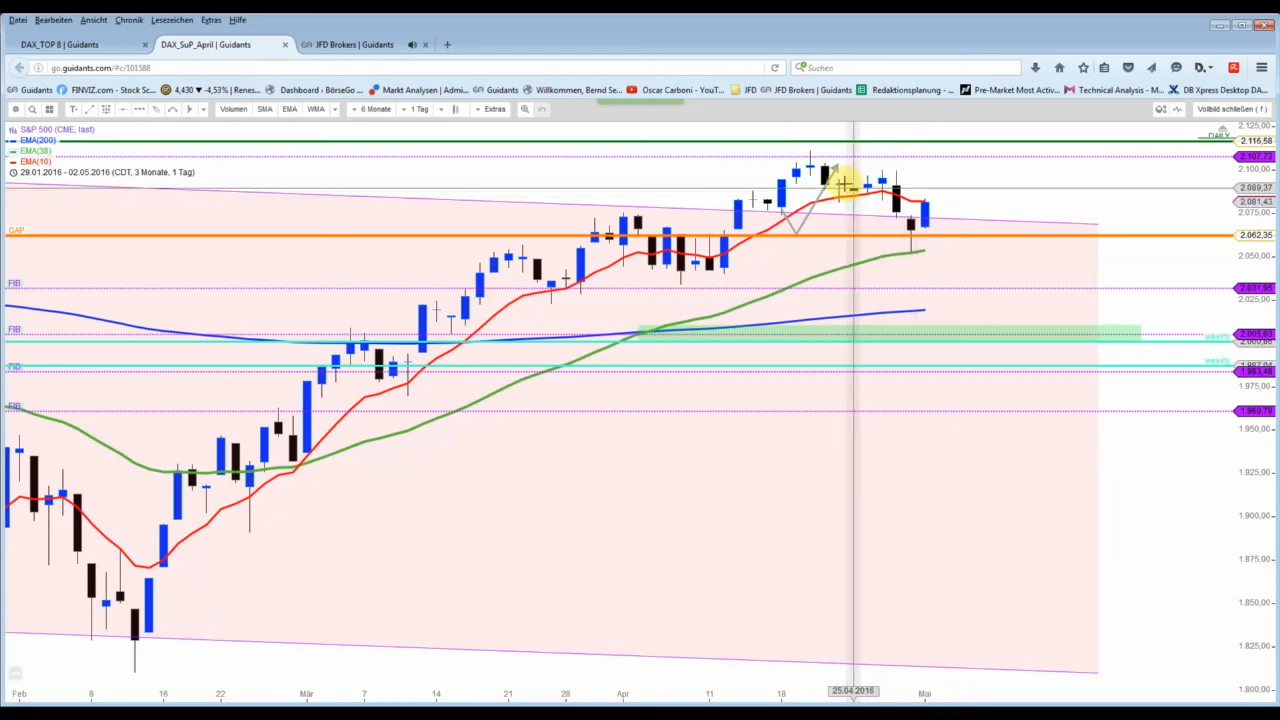 Datei Bearbeiten Ansicht Chronik Lesezeichen Extras Hilfe
DAX_TOP 8 | Guidants × DAX_SuP_April | Guidants × JFD Brokers | Guidants × +
go.guidants.com/#c/101588 Suchen
Guidants FINVIZ.com - Stock Sc... 4,430 ▼ -4,53% | Renes... Dashboard - BörseGo ... Markt Analysen | Admi... Guidants Willkommen, Bernd Se... Oscar Carboni - YouT... JFD JFD Brokers | Guidants Redaktionsplanung - ... Pre-Market Most Activ... Technical Analysis - M... DB Xpress Desktop DA...
Volumen SMA EMA WMA 6 Monate 1 Tag Extras Vollbild schließen ( f )
S&P 500 (CME, last)
EMA(200)
EMA(38)
EMA(10)
29.01.2016 - 02.05.2016 (CDT, 3 Monate, 1 Tag)
2.125,00
DAILY
2.116,58
2.107,73
2.100,00
2.089,37
2.081,43
2.075,00
GAP
2.062,35
2.050,00
FIB
2.031,95
2.025,00
FIB
2.005,03
weekly
2.000,86
weekly
FIB
1.983,48
1.975,00
FIB
1.960,79
1.950,00
1.925,00
1.900,00
1.875,00
1.850,00
1.825,00
1.800,00
Feb 8 16 22 Mär 7 14 21 28 Apr 11 18 25.04.2016 Mai